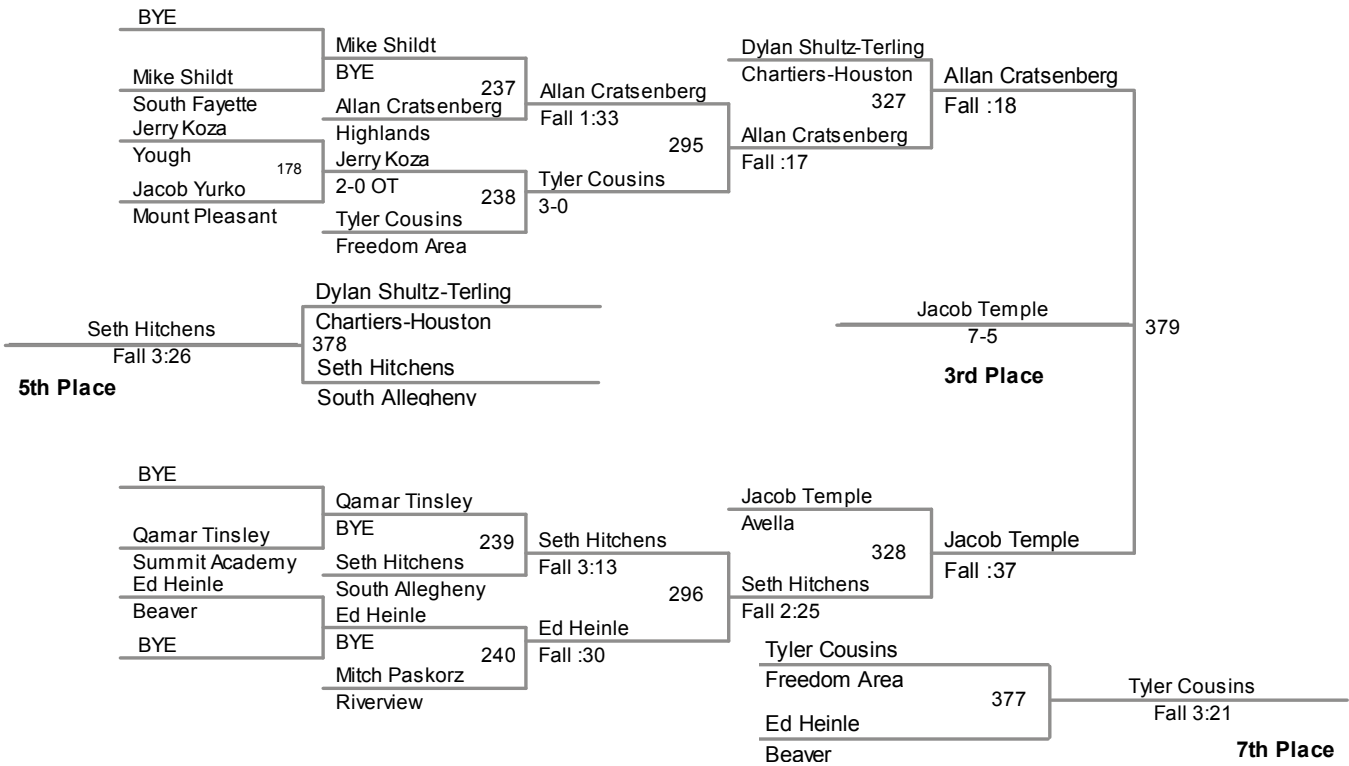 BYE
Mike Shildt
Dylan Shultz-Terling
Mike Shildt
BYE
237
Chartiers-Houston
Allan Cratsenberg
South Fayette
Allan Cratsenberg
Allan Cratsenberg
327
Fall :18
Jerry Koza
Highlands
Fall 1:33
295
Allan Cratsenberg
Yough
178
Jerry Koza
Fall :17
Jacob Yurko
2-0 OT
238
Tyler Cousins
Mount Pleasant
Tyler Cousins
3-0
Freedom Area
Dylan Shultz-Terling
Seth Hitchens
Chartiers-Houston
Jacob Temple
379
Fall 3:26
378
7-5
5th Place
Seth Hitchens
3rd Place
South Allegheny
BYE
Qamar Tinsley
Jacob Temple
Qamar Tinsley
BYE
239
Seth Hitchens
Avella
328
Jacob Temple
Summit Academy
Seth Hitchens
Fall 3:13
Fall :37
Ed Heinle
South Allegheny
296
Seth Hitchens
Beaver
Ed Heinle
Fall 2:25
BYE
BYE
240
Ed Heinle
Mitch Paskorz
Fall :30
Tyler Cousins
Riverview
Freedom Area
377
Tyler Cousins
Ed Heinle
Fall 3:21
Beaver
7th Place